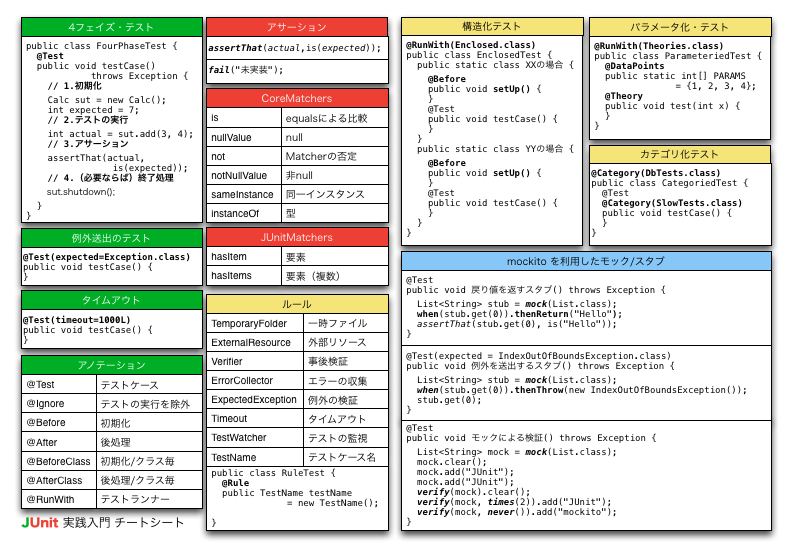 4フェイズ・テスト
public class FourPhaseTest {
@Test
public void testCase()
throws Exception {
// 1.初期化
Calc sut = new Calc();
int expected = 7;
// 2.テストの実行
int actual = sut.add(3, 4);
// 3.アサーション
assertThat(actual,
is(expected));
// 4.（必要ならば）終了処理
sut.shutdown();
}
}
例外送出のテスト
@Test(expected=Exception.class)
public void testCase() {
}
タイムアウト
@Test(timeout=1000L)
public void testCase() {
}
アノテーション
@Test テストケース
@Ignore テストの実行を除外
@Before 初期化
@After 後処理
@BeforeClass 初期化/クラス毎
@AfterClass 後処理/クラス毎
@RunWith テストランナー
JUnit 実践入門 チートシート
アサーション
assertThat(actual,is(expected));
fail("未実装");
CoreMatchers
is equalsによる比較
nullValue null
not Matcherの否定
notNullValue 非null
sameInstance 同一インスタンス
instanceOf 型
JUnitMatchers
hasItem 要素
hasItems 要素（複数）
ルール
TemporaryFolder 一時ファイル
ExternalResource 外部リソース
Verifier 事後検証
ErrorCollector エラーの収集
ExpectedException 例外の検証
Timeout タイムアウト
TestWatcher テストの監視
TestName テストケース名
public class RuleTest {
@Rule
public TestName testName
= new TestName();
}
構造化テスト
@RunWith(Enclosed.class)
public class EnclosedTest {
public static class XXの場合 {
@Before
public void setUp() {
}
@Test
public void testCase() {
}
}
public static class YYの場合 {
@Before
public void setUp() {
}
@Test
public void testCase() {
}
}
}
パラメータ化・テスト
@RunWith(Theories.class)
public class ParameteriedTest {
@DataPoints
public static int[] PARAMS
= {1, 2, 3, 4};
@Theory
public void test(int x) {
}
}
カテゴリ化テスト
@Category(DbTests.class)
public class CategoriedTest {
@Test
@Category(SlowTests.class)
public void testCase() {
}
}
mockito を利用したモック/スタブ
@Test
public void 戻り値を返すスタブ() throws Exception {
List<String> stub = mock(List.class);
when(stub.get(0)).thenReturn("Hello");
assertThat(stub.get(0), is("Hello"));
}
@Test(expected = IndexOutOfBoundsException.class)
public void 例外を送出するスタブ() throws Exception {
List<String> stub = mock(List.class);
when(stub.get(0)).thenThrow(new IndexOutOfBoundsException());
stub.get(0);
}
@Test
public void モックによる検証() throws Exception {
List<String> mock = mock(List.class);
mock.clear();
mock.add("JUnit");
mock.add("JUnit");
verify(mock).clear();
verify(mock, times(2)).add("JUnit");
verify(mock, never()).add("mockito");
}